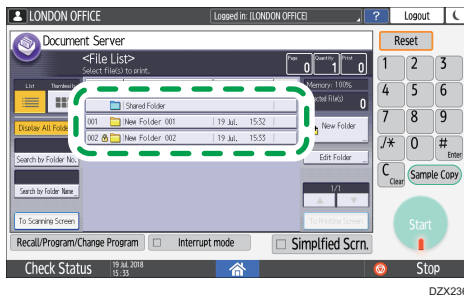 LONDON OFFICE
Logged in: [LONDON OFFICE]
?
Logout
Document Server
<File List>
Select file(s) to print.
Page 0
Quantity 1
Print 0
Reset
List
Thumbnails
Memory: 100%
Selected File(s) 0
Shared Folder
001 New Folder 001 19 Jul. 15:32
002 New Folder 002 19 Jul. 15:33
Display All Folders
New Folder
Search by Folder No.
Edit Folder
Search by Folder Name
1/1
To Scanning Screen
To Printing Screen
1 2 3
4 5 6
7 8 9
./* 0 # Enter
C Clear
Sample Copy
Start
Recall/Program/Change Program
Interrupt mode
Simplfied Scrn.
Check Status
19 Jul. 2018
15:33
Stop
DZX236